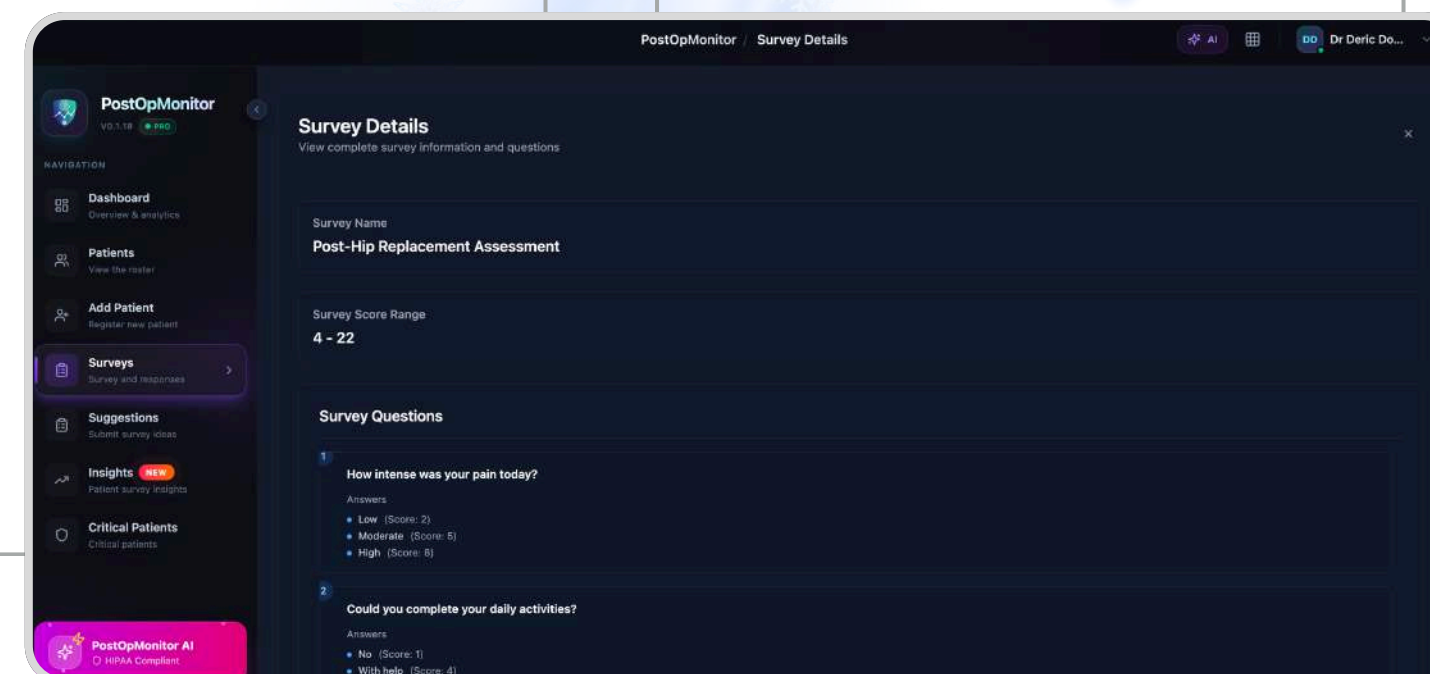 PostOpMonitor / Survey Details
AI
DD Dr Deric Do...
PostOpMonitor
V0.1.18 PRO
NAVIGATION
Dashboard
Overview & analytics
Patients
View the roster
Add Patient
Register new patient
Surveys
Survey and responses
Suggestions
Submit survey ideas
Insights NEW
Patient survey insights
Critical Patients
Critical patients
PostOpMonitor AI
HIPAA Compliant
Survey Details
View complete survey information and questions
Survey Name
Post-Hip Replacement Assessment
Survey Score Range
4 - 22
Survey Questions
1
How intense was your pain today?
Answers
Low (Score: 2)
Moderate (Score: 5)
High (Score: 8)
2
Could you complete your daily activities?
Answers
No (Score: 1)
With help (Score: 4)